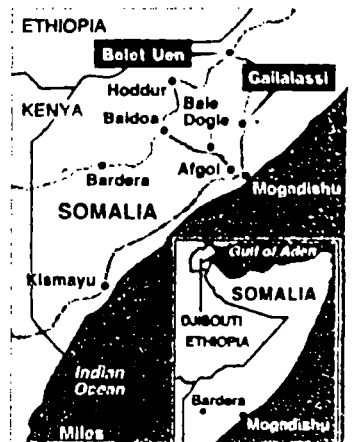 ETHIOPIA
Belet Uen
Gailalassi
Hoddur
KENYA
Bale
Dogle
Baidoa
Afgoi
Bardera
Mogadishu
SOMALIA
Kismayu
Gulf of Aden
SOMALIA
DJIBOUTI
ETHIOPIA
Indian
Ocean
Bardera
Mogadishu
Miles